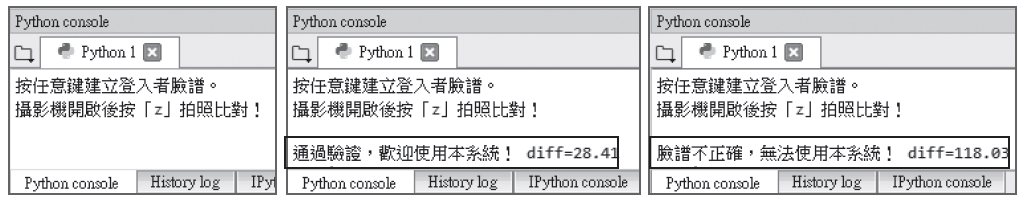 Python console
Python 1
按任意鍵建立登入者臉譜。
攝影機開啟後按「z」拍照比對！
Python console
History log
IPyt
Python console
Python 1
按任意鍵建立登入者臉譜。
攝影機開啟後按「z」拍照比對！
通過驗證，歡迎使用本系統！ diff=28.41
Python console
History log
IPython console
Python console
Python 1
按任意鍵建立登入者臉譜。
攝影機開啟後按「z」拍照比對！
臉譜不正確，無法使用本系統！ diff=118.03
Python console
History log
IPython console